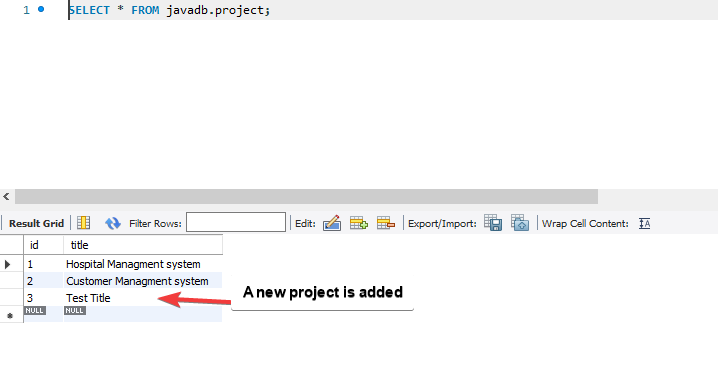 1 SELECT * FROM javadb.project;
Result Grid Filter Rows: Edit: Export/Import: Wrap Cell Content: IA
id title
1 Hospital Managment system
2 Customer Managment system
3 Test Title
A new project is added
NULL NULL